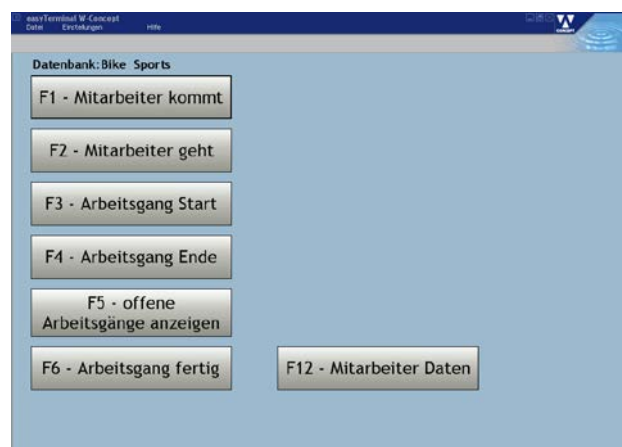 easyTerminal W-Concept
Datei Einstellungen Hilfe
W
CONCEPT
Datenbank: Bike Sports
F1 - Mitarbeiter kommt
F2 - Mitarbeiter geht
F3 - Arbeitsgang Start
F4 - Arbeitsgang Ende
F5 - offene
Arbeitsgänge anzeigen
F6 - Arbeitsgang fertig
F12 - Mitarbeiter Daten